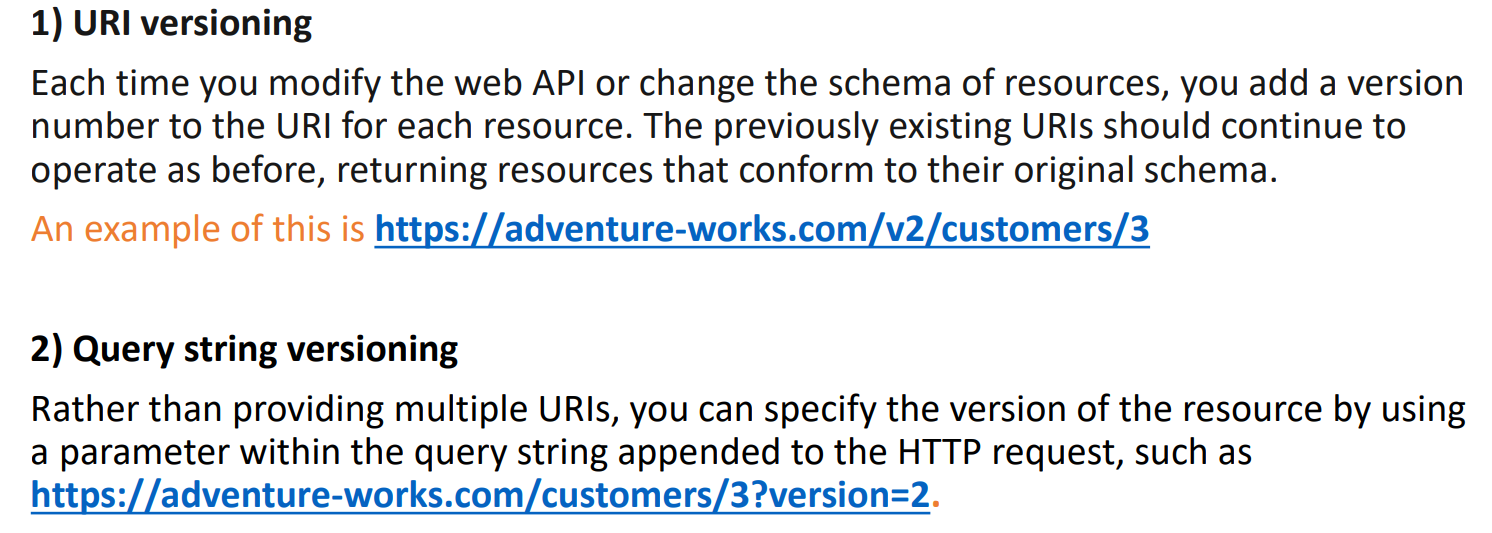 1) URI versioning
Each time you modify the web API or change the schema of resources, you add a version
number to the URI for each resource. The previously existing URIs should continue to
operate as before, returning resources that conform to their original schema.
An example of this is https://adventure-works.com/v2/customers/3
2) Query string versioning
Rather than providing multiple URIs, you can specify the version of the resource by using
a parameter within the query string appended to the HTTP request, such as
https://adventure-works.com/customers/3?version=2.